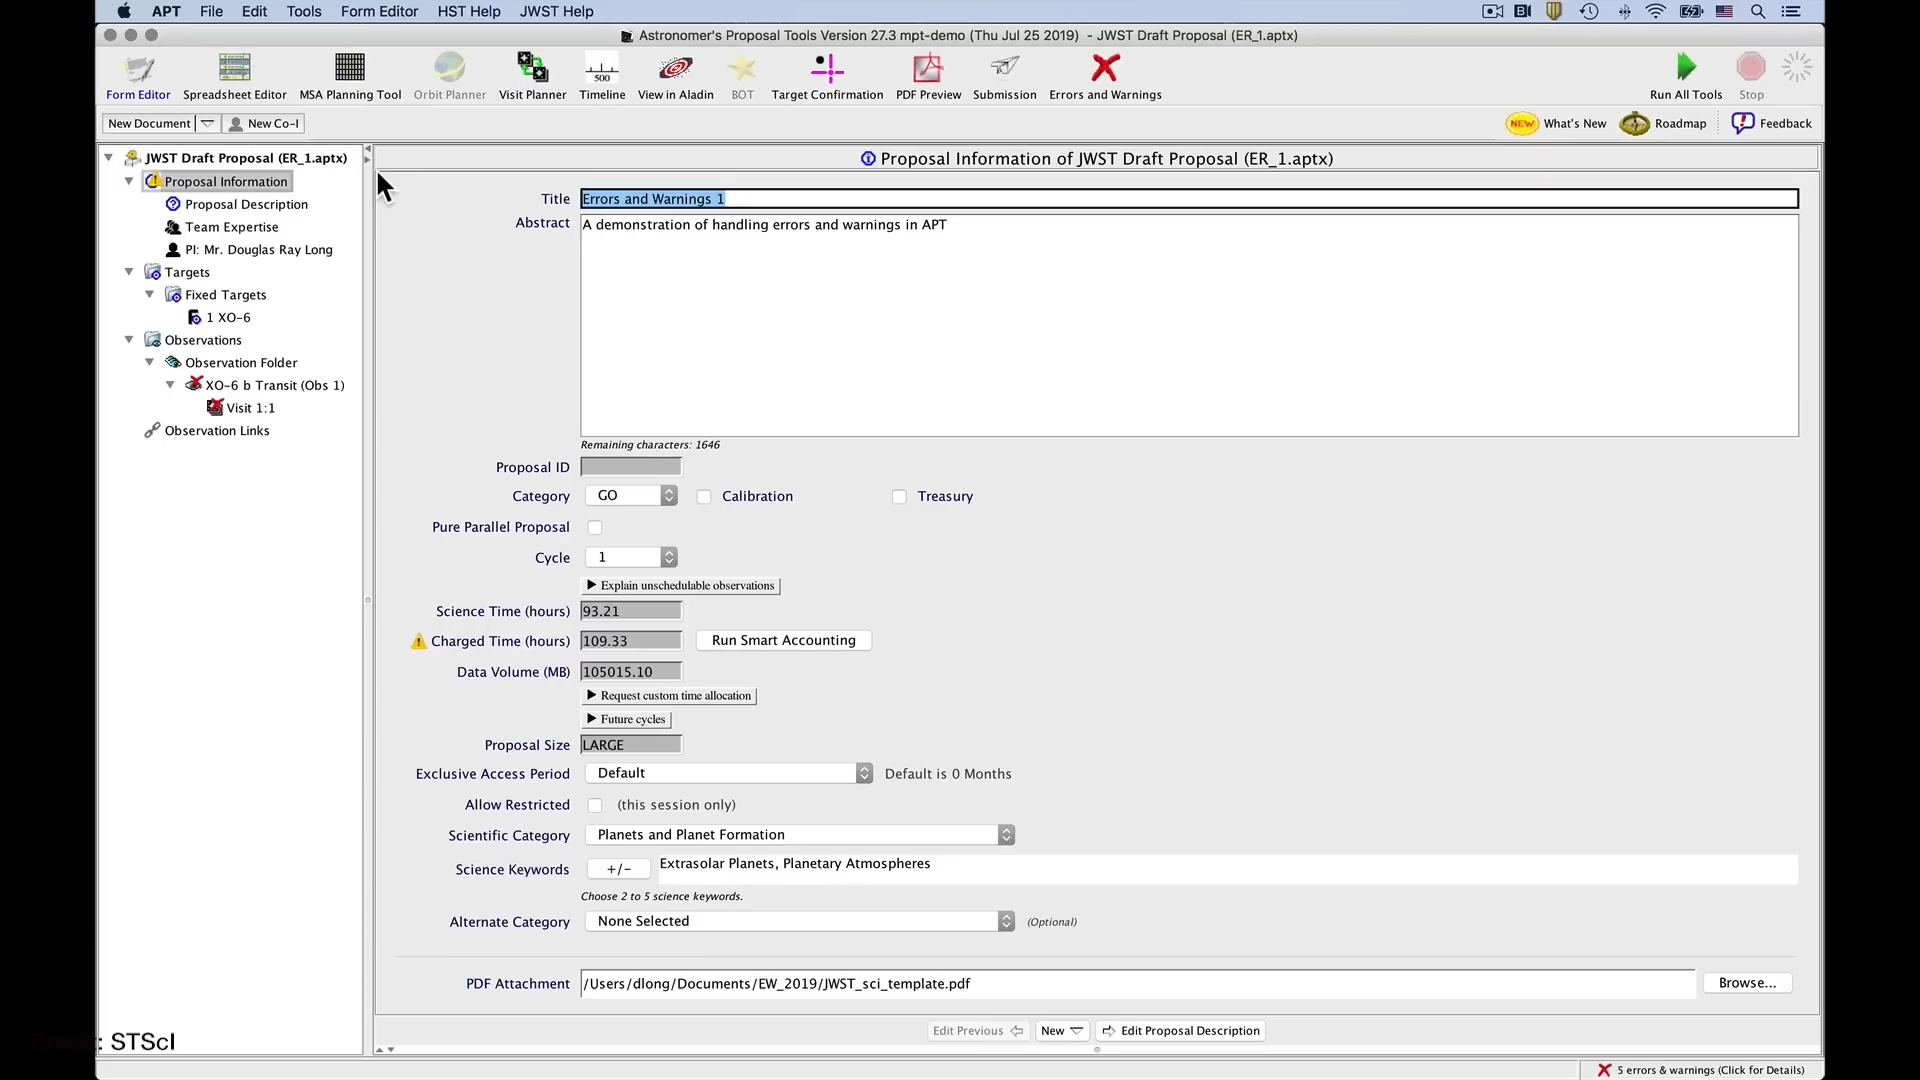 APT File Edit Tools Form Editor HST Help JWST Help
Astronomer's Proposal Tools Version 27.3 mpt-demo (Thu Jul 25 2019) - JWST Draft Proposal (ER_1.aptx)
500
Form Editor Spreadsheet Editor MSA Planning Tool Orbit Planner Visit Planner Timeline View in Aladin BOT Target Confirmation PDF Preview Submission Errors and Warnings Run All Tools Stop
New Document New Co-I NEW What's New Roadmap Feedback
JWST Draft Proposal (ER_1.aptx)
Proposal Information
Proposal Description
Team Expertise
PI: Mr. Douglas Ray Long
Targets
Fixed Targets
1 XO-6
Observations
Observation Folder
XO-6 b Transit (Obs 1)
Visit 1:1
Observation Links
Proposal Information of JWST Draft Proposal (ER_1.aptx)
Title Errors and Warnings 1
Abstract A demonstration of handling errors and warnings in APT
Remaining characters: 1646
Proposal ID
Category GO Calibration Treasury
Pure Parallel Proposal
Cycle 1
Explain unschedulable observations
Science Time (hours) 93.21
Charged Time (hours) 109.33 Run Smart Accounting
Data Volume (MB) 105015.10
Request custom time allocation
Future cycles
Proposal Size LARGE
Exclusive Access Period Default Default is 0 Months
Allow Restricted (this session only)
Scientific Category Planets and Planet Formation
Science Keywords +/- Extrasolar Planets, Planetary Atmospheres
Choose 2 to 5 science keywords.
Alternate Category None Selected (Optional)
PDF Attachment /Users/dlong/Documents/EW_2019/JWST_sci_template.pdf Browse...
Edit Previous New Edit Proposal Description
: STScI
5 errors & warnings (Click for Details)